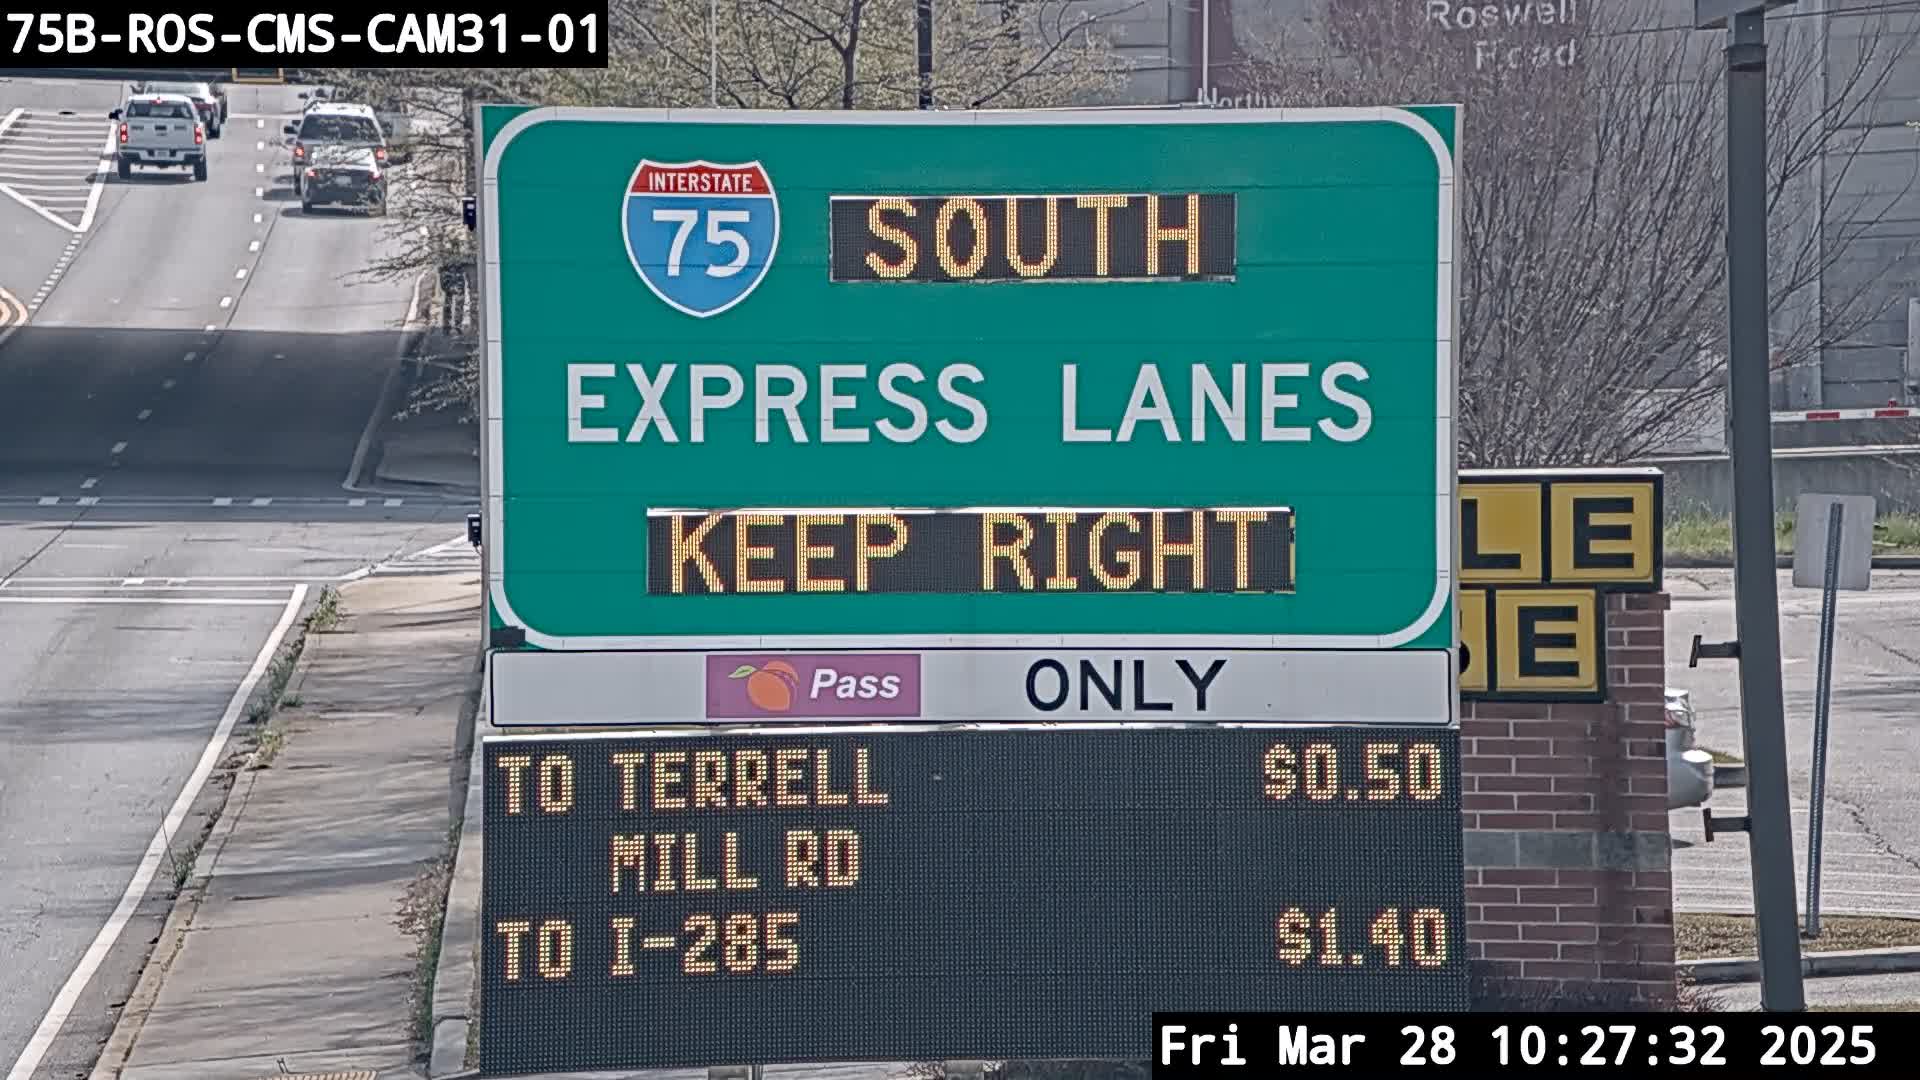 75B-ROS-CMS-CAM31-01
Roswell
Road
INTERSTATE
75
SOUTH
EXPRESS LANES
KEEP RIGHT
Pass ONLY
TO TERRELL $0.50
MILL RD
TO I-285 $1.40
LE
E
Fri Mar 28 10:27:32 2025